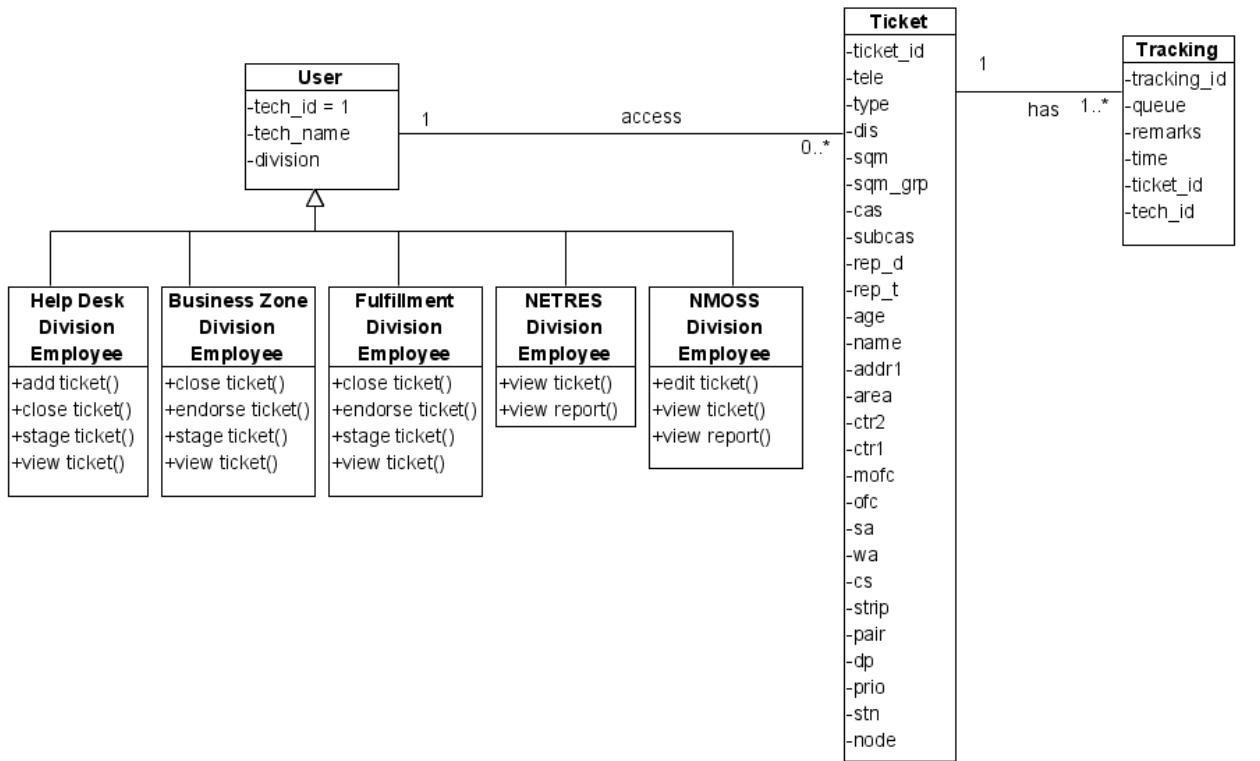 User
-tech_id = 1
-tech_name
-division
1
access
0..*
Ticket
-ticket_id
-tele
-type
-dis
-sqm
-sqm_grp
-cas
-subcas
-rep_d
-rep_t
-age
-name
-addr1
-area
-ctr2
-ctr1
-mofc
-ofc
-sa
-wa
-cs
-strip
-pair
-dp
-prio
-stn
-node
1
has
1..*
Tracking
-tracking_id
-queue
-remarks
-time
-ticket_id
-tech_id
Help Desk
Division
Employee
+add ticket()
+close ticket()
+stage ticket()
+view ticket()
Business Zone
Division
Employee
+close ticket()
+endorse ticket()
+stage ticket()
+view ticket()
Fulfillment
Division
Employee
+close ticket()
+endorse ticket()
+stage ticket()
+view ticket()
NETRES
Division
Employee
+view ticket()
+view report()
NMOSS
Division
Employee
+edit ticket()
+view ticket()
+view report()